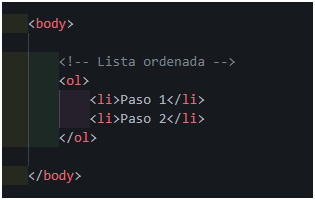 <body>
<!-- Lista ordenada -->
<ol>
<li>Paso 1</li>
<li>Paso 2</li>
</ol>
</body>